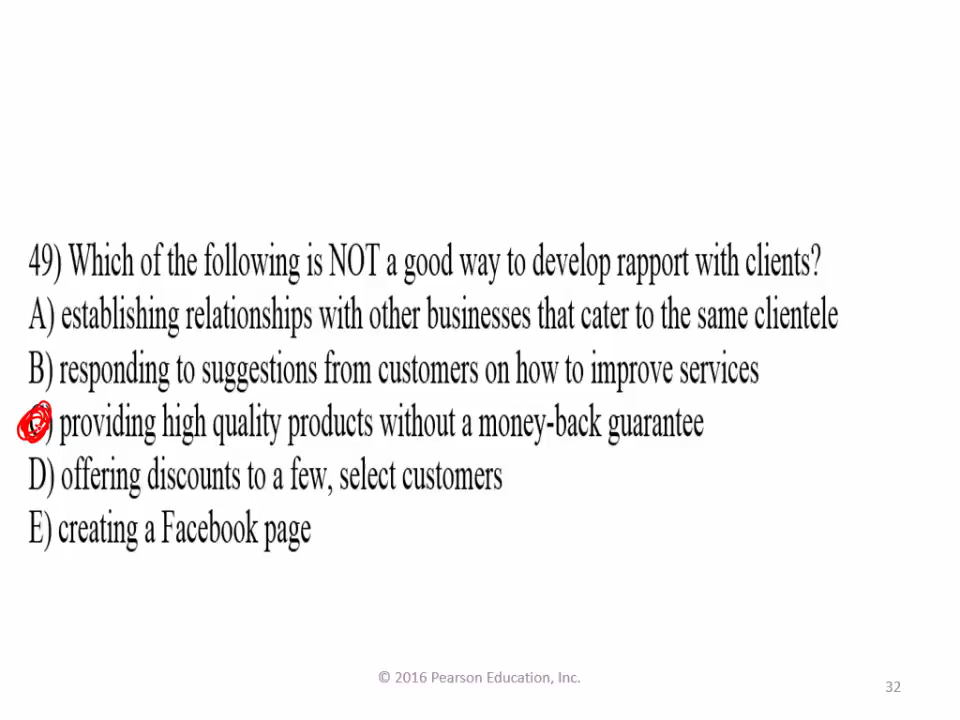 49) Which of the following is NOT a good way to develop rapport with clients?
A) establishing relationships with other businesses that cater to the same clientele
B) responding to suggestions from customers on how to improve services
C) providing high quality products without a money-back guarantee
D) offering discounts to a few, select customers
E) creating a Facebook page
© 2016 Pearson Education, Inc.
32